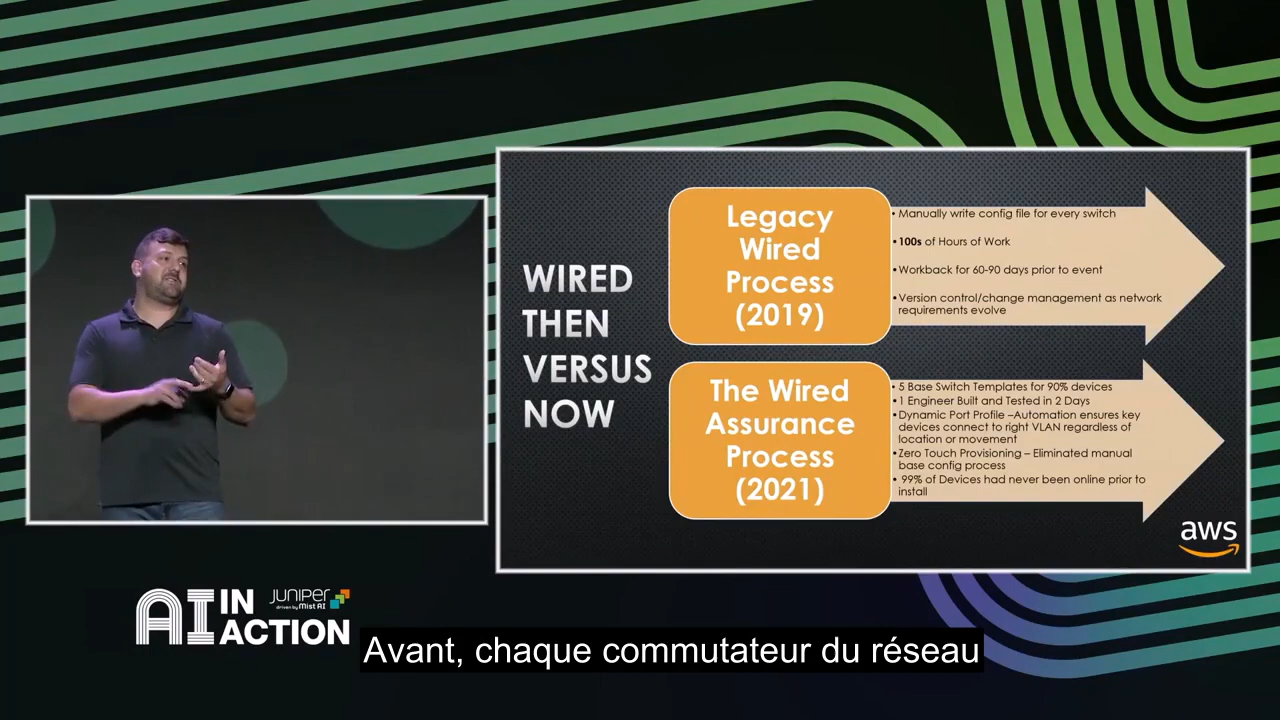 WIRED
THEN
VERSUS
NOW
Legacy
Wired
Process
(2019)
• Manually write config file for every switch
• 100s of Hours of Work
• Workback for 60-90 days prior to event
• Version control/change management as network
requirements evolve
The Wired
Assurance
Process
(2021)
• 5 Base Switch Templates for 90% devices
• 1 Engineer Built and Tested in 2 Days
• Dynamic Port Profile –Automation ensures key
devices connect to right VLAN regardless of
location or movement
• Zero Touch Provisioning – Eliminated manual
base config process
• 99% of Devices had never been online prior to
install
aws
AI IN
ACTION
JUNIPER
driven by Mist AI
Avant, chaque commutateur du réseau